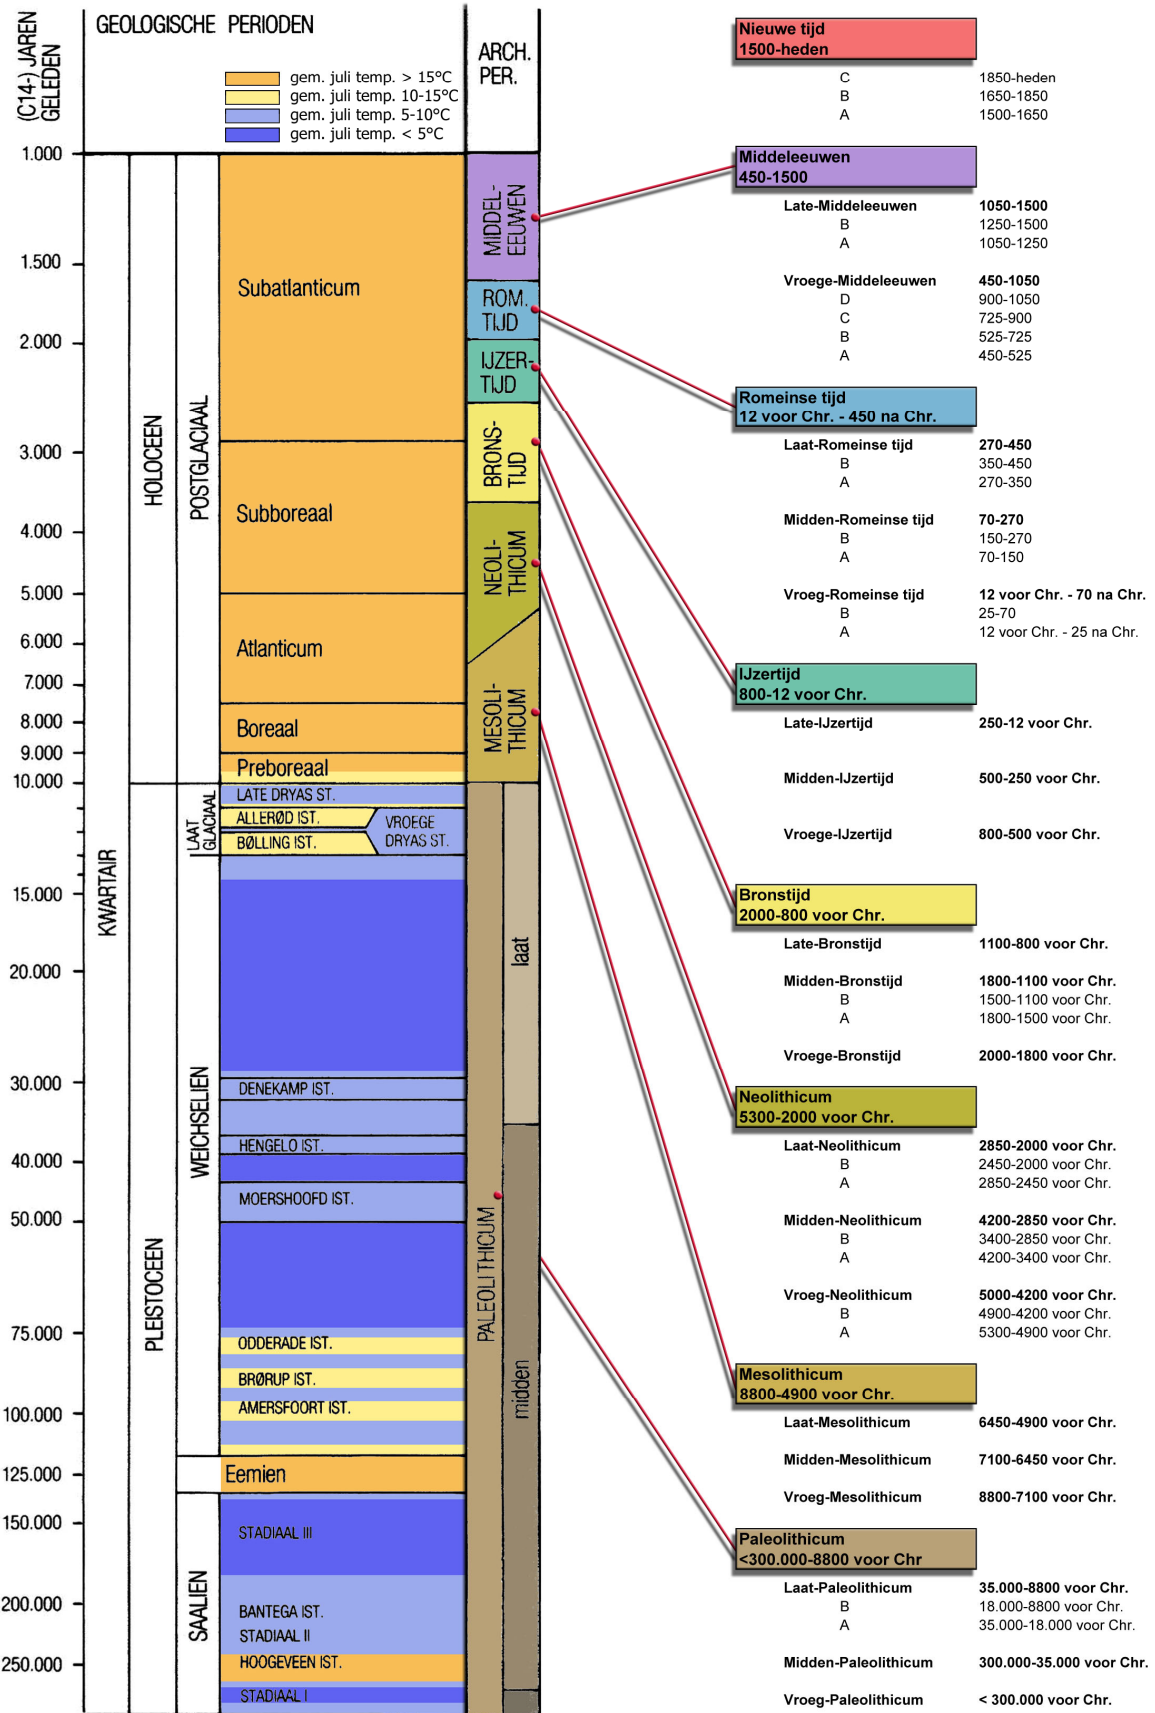 (C14-) JAREN
GELEDEN
GEOLOGISCHE PERIODEN
gem. juli temp. > 15°C
gem. juli temp. 10-15°C
gem. juli temp. 5-10°C
gem. juli temp. < 5°C
ARCH.
PER.
1.000
1.500
2.000
3.000
4.000
5.000
6.000
7.000
8.000
9.000
10.000
15.000
20.000
30.000
40.000
50.000
75.000
100.000
125.000
150.000
200.000
250.000
KWARTAIR
HOLOCEEN
PLEISTOCEEN
POSTGLACIAAL
LAAT
GLACIAAL
WEICHSELIEN
SAALIEN
Subatlanticum
Subboreaal
Atlanticum
Boreaal
Preboreaal
LATE DRYAS ST.
ALLERØD IST.
VROEGE
DRYAS ST.
BØLLING IST.
DENEKAMP IST.
HENGELO IST.
MOERSHOOFD IST.
ODDERADE IST.
BRØRUP IST.
AMERSFOORT IST.
Eemien
STADIAAL III
BANTEGA IST.
STADIAAL II
HOOGEVEEN IST.
STADIAAL I
MIDDEL-
EEUWEN
ROM.
TIJD
IJZER-
TIJD
BRONS-
TIJD
NEOLI-
THICUM
MESOLI-
THICUM
PALEOLITHICUM
laat
midden
Nieuwe tijd
1500-heden
C 1850-heden
B 1650-1850
A 1500-1650
Middeleeuwen
450-1500
Late-Middeleeuwen 1050-1500
B 1250-1500
A 1050-1250
Vroege-Middeleeuwen 450-1050
D 900-1050
C 725-900
B 525-725
A 450-525
Romeinse tijd
12 voor Chr. - 450 na Chr.
Laat-Romeinse tijd 270-450
B 350-450
A 270-350
Midden-Romeinse tijd 70-270
B 150-270
A 70-150
Vroeg-Romeinse tijd 12 voor Chr. - 70 na Chr.
B 25-70
A 12 voor Chr. - 25 na Chr.
IJzertijd
800-12 voor Chr.
Late-IJzertijd 250-12 voor Chr.
Midden-IJzertijd 500-250 voor Chr.
Vroege-IJzertijd 800-500 voor Chr.
Bronstijd
2000-800 voor Chr.
Late-Bronstijd 1100-800 voor Chr.
Midden-Bronstijd 1800-1100 voor Chr.
B 1500-1100 voor Chr.
A 1800-1500 voor Chr.
Vroege-Bronstijd 2000-1800 voor Chr.
Neolithicum
5300-2000 voor Chr.
Laat-Neolithicum 2850-2000 voor Chr.
B 2450-2000 voor Chr.
A 2850-2450 voor Chr.
Midden-Neolithicum 4200-2850 voor Chr.
B 3400-2850 voor Chr.
A 4200-3400 voor Chr.
Vroeg-Neolithicum 5000-4200 voor Chr.
B 4900-4200 voor Chr.
A 5300-4900 voor Chr.
Mesolithicum
8800-4900 voor Chr.
Laat-Mesolithicum 6450-4900 voor Chr.
Midden-Mesolithicum 7100-6450 voor Chr.
Vroeg-Mesolithicum 8800-7100 voor Chr.
Paleolithicum
<300.000-8800 voor Chr
Laat-Paleolithicum 35.000-8800 voor Chr.
B 18.000-8800 voor Chr.
A 35.000-18.000 voor Chr.
Midden-Paleolithicum 300.000-35.000 voor Chr.
Vroeg-Paleolithicum < 300.000 voor Chr.